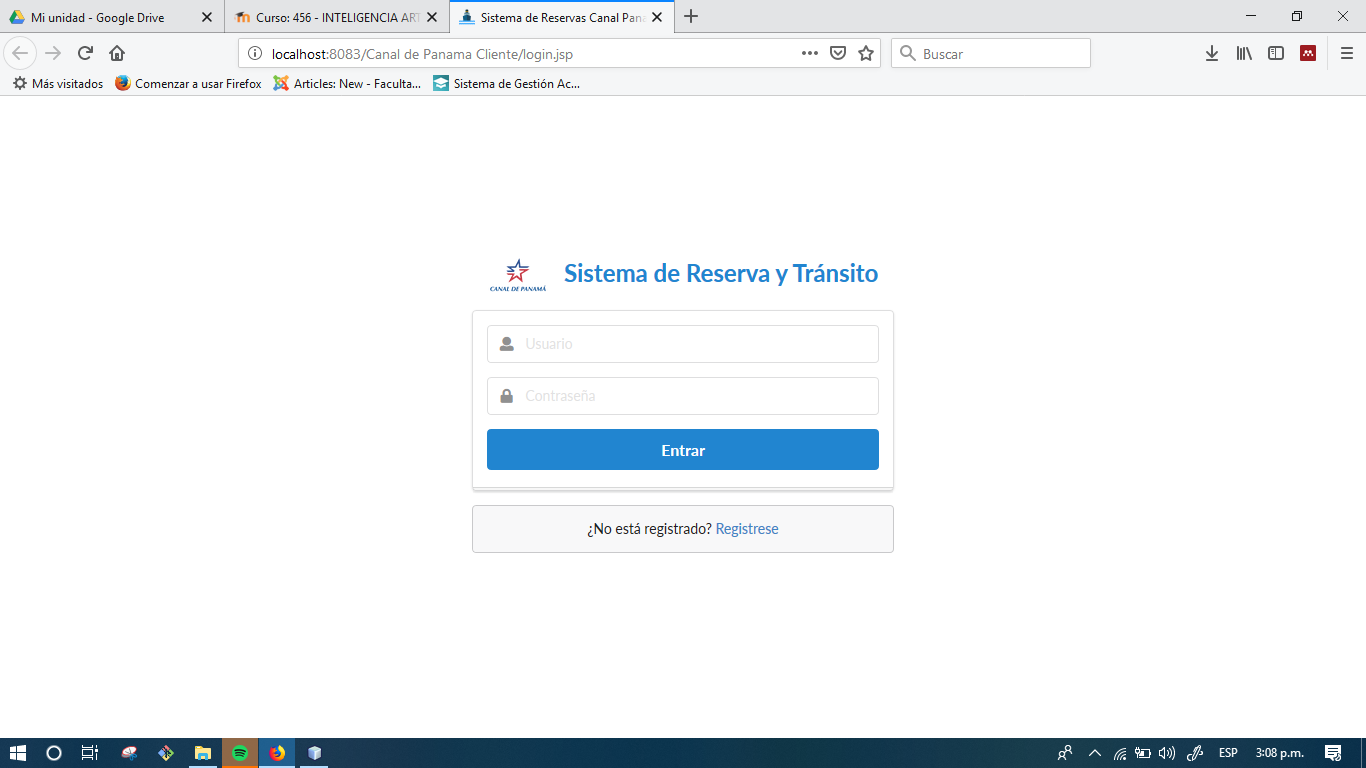 Mi unidad - Google Drive
Curso: 456 - INTELIGENCIA ART
Sistema de Reservas Canal Pana
localhost:8083/Canal de Panama Cliente/login.jsp
Buscar
Más visitados
Comenzar a usar Firefox
Articles: New - Faculta...
Sistema de Gestión Ac...
CANAL DE PANAMÁ
Sistema de Reserva y Tránsito
Usuario
Contraseña
Entrar
¿No está registrado? Registrese
ESP
3:08 p.m.